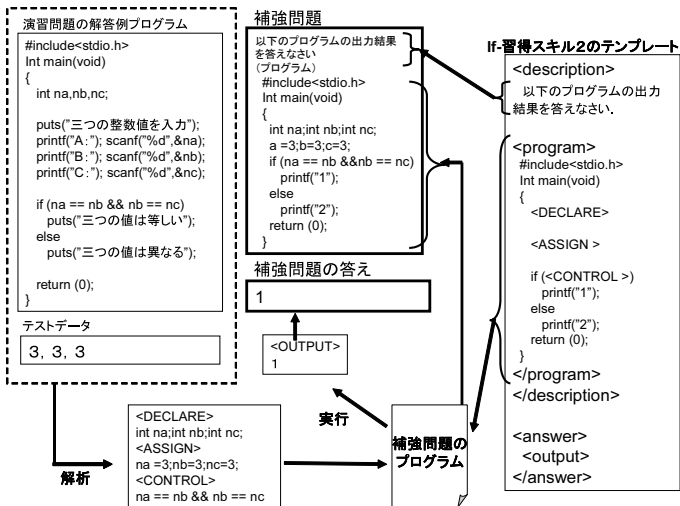 演習問題の解答例プログラム
#include<stdio.h>
Int main(void)
{
int na,nb,nc;
puts("三つの整数値を入力");
printf("A:"); scanf("%d",&na);
printf("B:"); scanf("%d",&nb);
printf("C:"); scanf("%d",&nc);
if (na == nb && nb == nc)
puts("三つの値は等しい");
else
puts("三つの値は異なる");
return (0);
}
テストデータ
3, 3, 3
補強問題
以下のプログラムの出力結果
を答えなさい
(プログラム)
#include<stdio.h>
Int main(void)
{
int na;int nb;int nc;
a =3;b=3;c=3;
if (na == nb &&nb == nc)
printf("1");
else
printf("2");
return (0);
}
補強問題の答え
1
<OUTPUT>
1
実行
解析
<DECLARE>
int na;int nb;int nc;
<ASSIGN>
na =3;nb=3;nc=3;
<CONTROL>
na == nb && nb == nc
補強問題の
プログラム
If-習得スキル2のテンプレート
<description>
以下のプログラムの出力
結果を答えなさい.
<program>
#include<stdio.h>
Int main(void)
{
<DECLARE>
<ASSIGN >
if (<CONTROL >)
printf("1");
else
printf("2");
return (0);
}
</program>
</description>
<answer>
<output>
</answer>